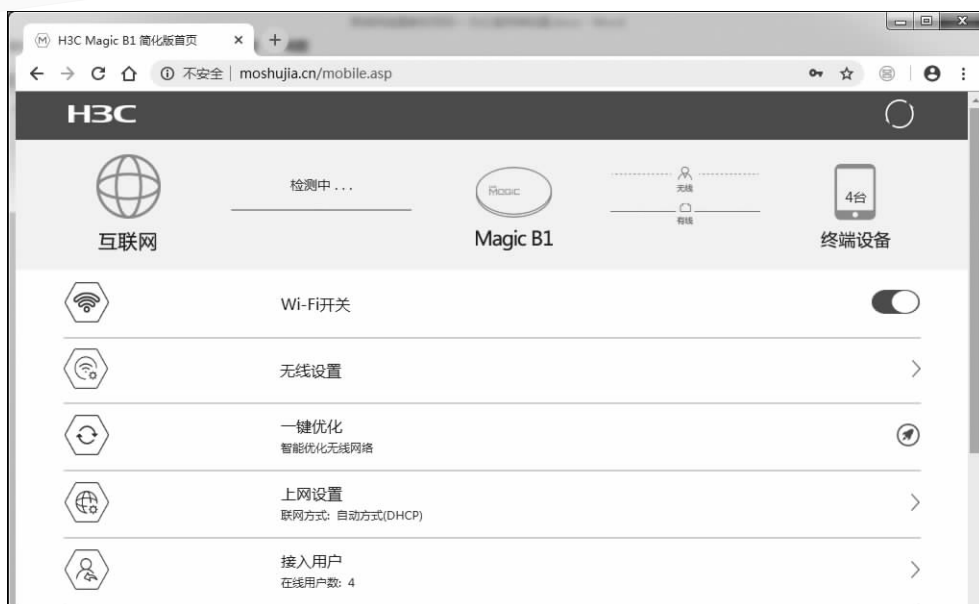 H3C Magic B1 简化版首页
不安全 | moshujia.cn/mobile.asp
H3C
检测中 . . .
MAGIC
无线
有线
4台
互联网
Magic B1
终端设备
Wi-Fi开关
无线设置
一键优化
智能优化无线网络
上网设置
联网方式: 自动方式(DHCP)
接入用户
在线用户数: 4